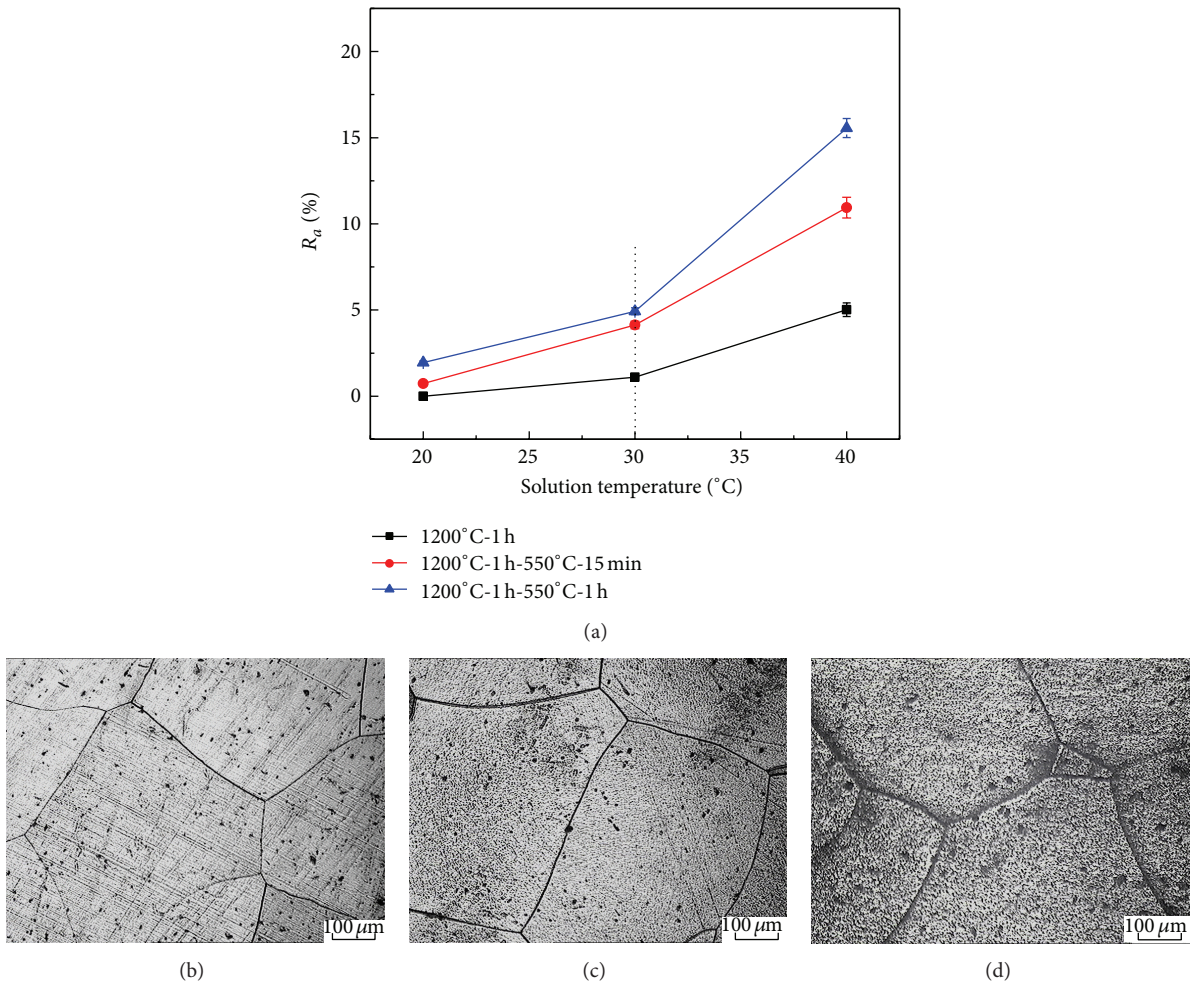 20
15
10
5
0
R_a (%)
20 25 30 35 40
Solution temperature (°C)
1200°C-1 h
1200°C-1 h-550°C-15 min
1200°C-1 h-550°C-1 h
(a)
100 μm 100 μm 100 μm
(b) (c) (d)